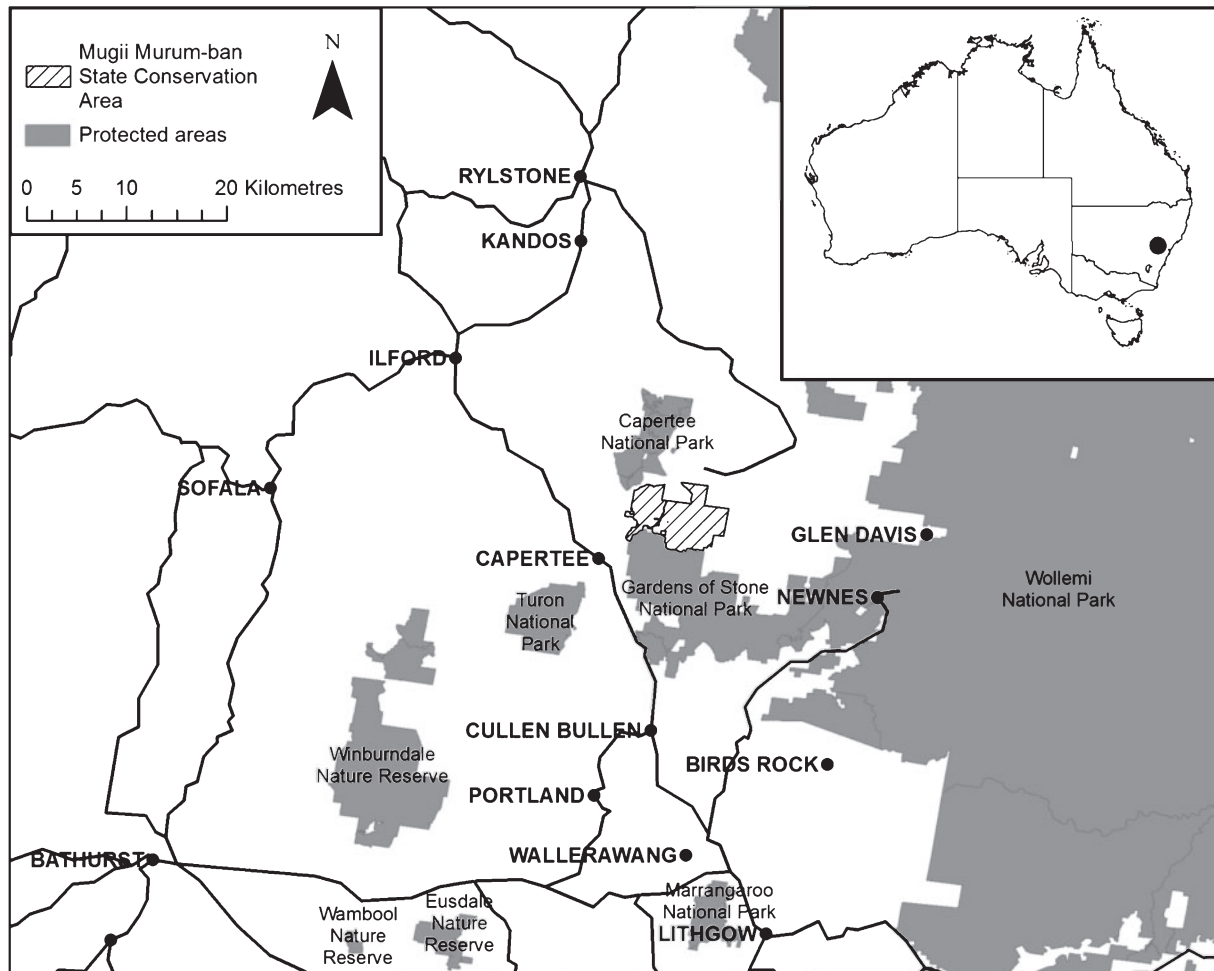 Mugii Murum-ban
State Conservation
Area
Protected areas
N
0 5 10 20 Kilometres
RYLSTONE
KANDOS
ILFORD
Capertee
National Park
SOFALA
GLEN DAVIS
CAPERTEE
Gardens of Stone
National Park
NEWNES
Wollemi
National Park
Turon
National
Park
CULLEN BULLEN
Winburndale
Nature Reserve
BIRDS ROCK
PORTLAND
WALLERAWANG
BATHURST
Marrangaroo
National Park
Wambool
Nature
Reserve
Eusdale
Nature
Reserve
LITHGOW